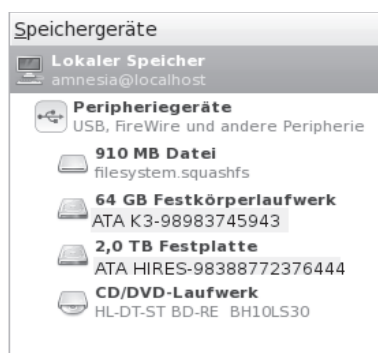 Speichergeräte
Lokaler Speicher
amnesia@localhost
Peripheriegeräte
USB, FireWire und andere Peripherie
910 MB Datei
filesystem.squashfs
64 GB Festkörperlaufwerk
ATA K3-98983745943
2,0 TB Festplatte
ATA HIRES-98388772376444
CD/DVD-Laufwerk
HL-DT-ST BD-RE BH10LS30